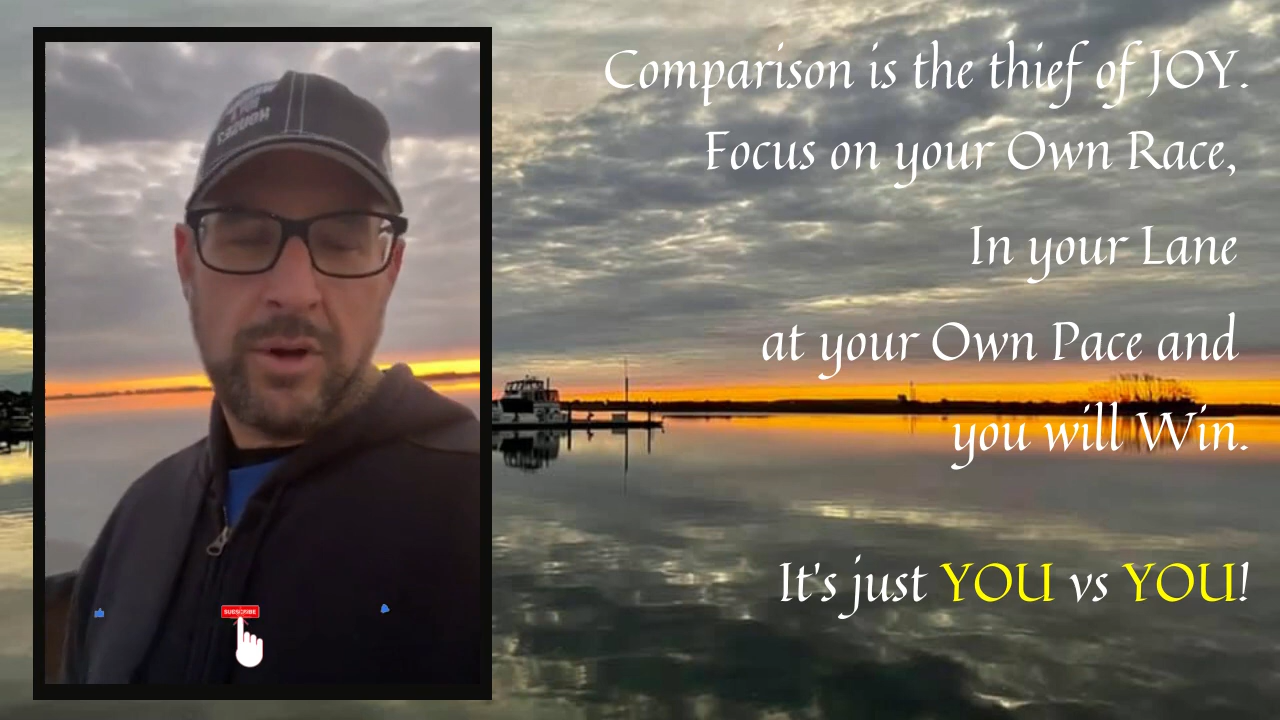 Comparison is the thief of JOY.
Focus on your Own Race,
In your Lane
at your Own Pace and
you will Win.
It's just YOU vs YOU!
SUBSCRIBE